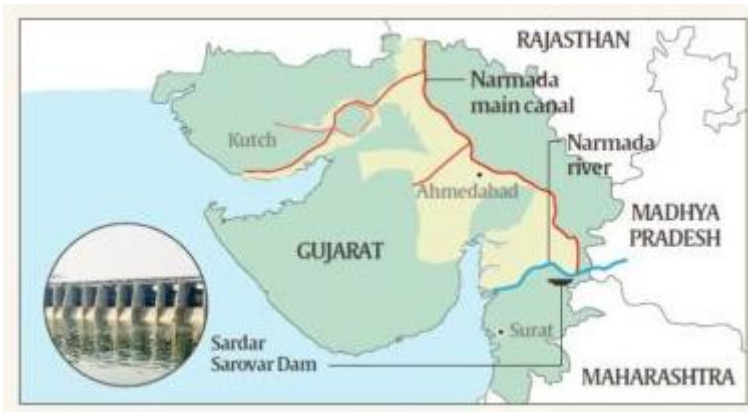 RAJASTHAN
Narmada
main canal
Narmada
river
Kutch
Ahmedabad
MADHYA
PRADESH
GUJARAT
Surat
Sardar
Sarovar Dam
MAHARASHTRA